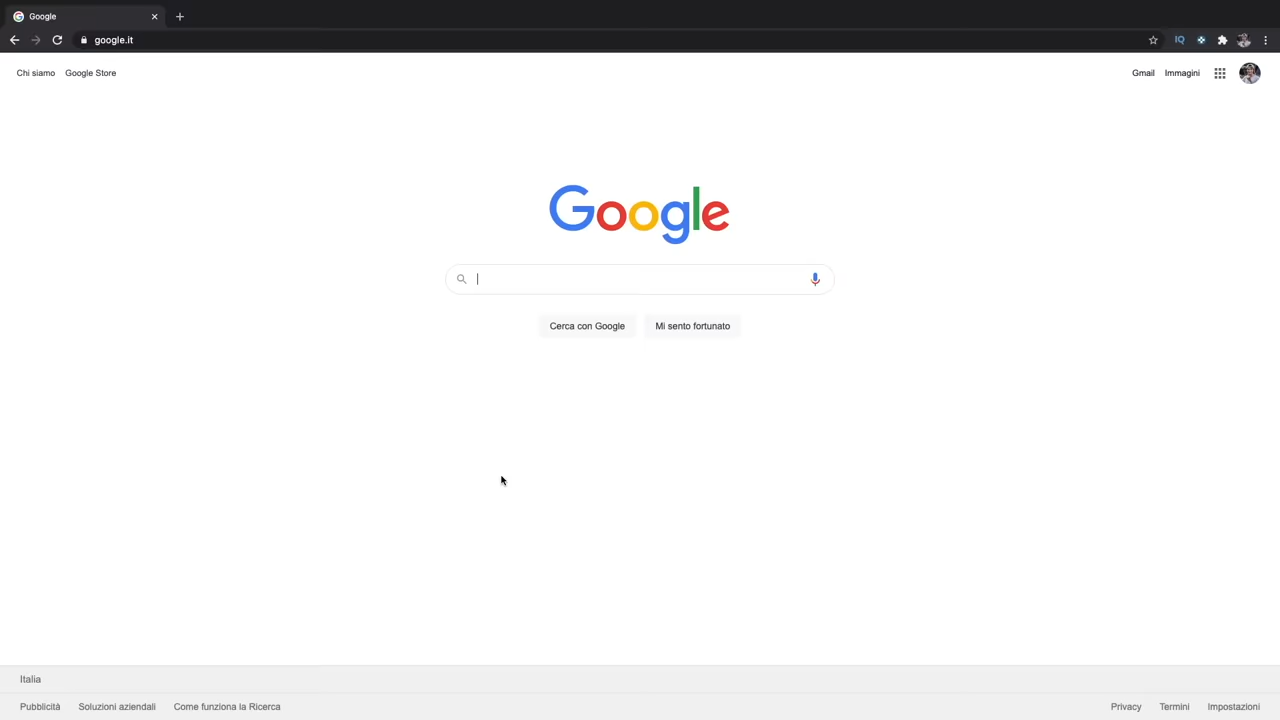 Google
google.it
IQ
Chi siamo Google Store
Gmail Immagini
Google
Cerca con Google Mi sento fortunato
Italia
Pubblicità Soluzioni aziendali Come funziona la Ricerca
Privacy Termini Impostazioni